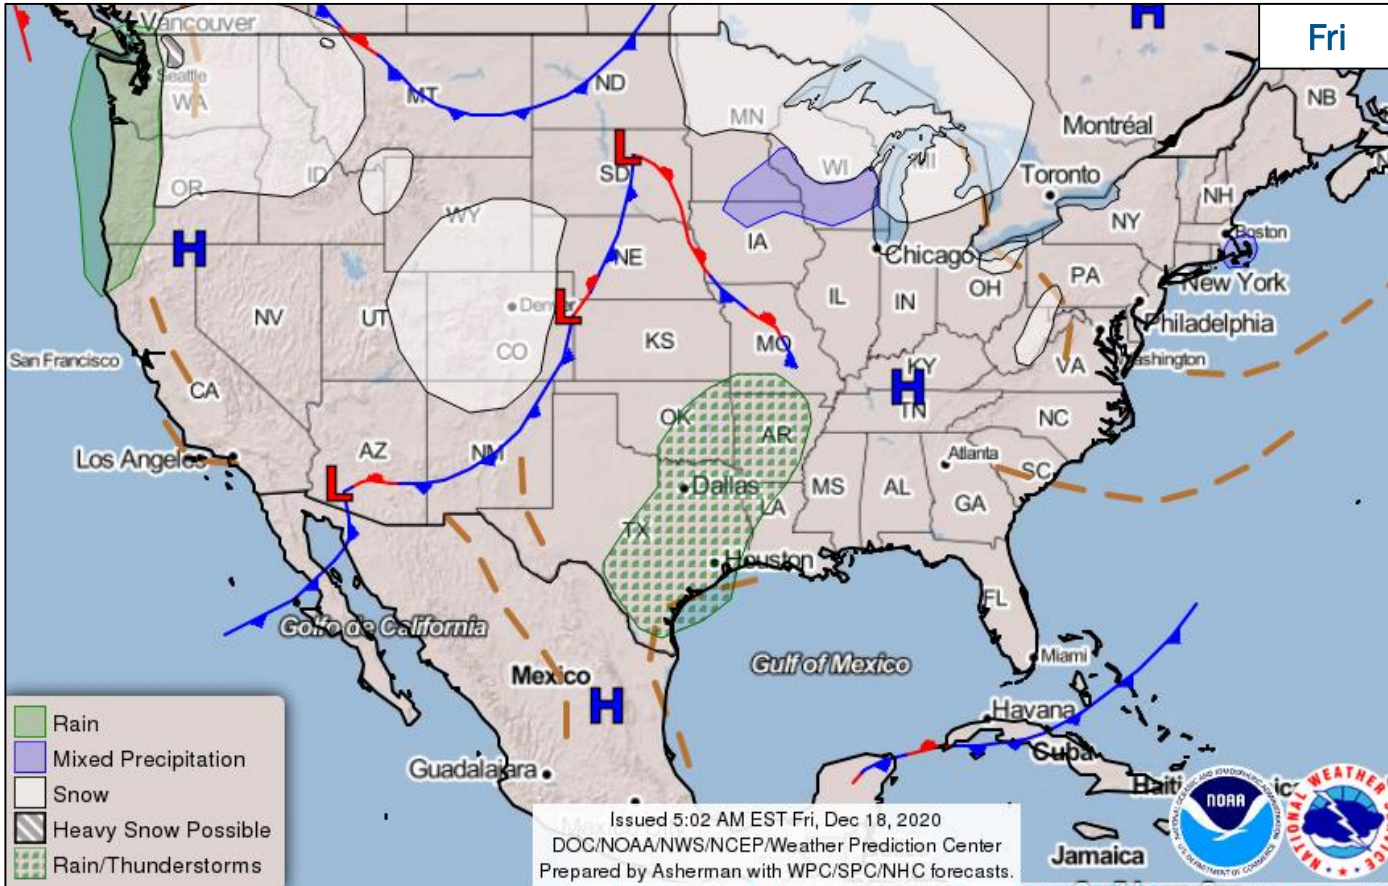 Fri
Vancouver
Seattle
WA
MT
ND
MN
Montréal
NB
OR
ID
SD
L
WI
MI
Toronto
NH
WY
NY
Boston
H
IA
NE
Chicago
PA
New York
L
Denver
NV
UT
IL
IN
OH
Philadelphia
San Francisco
CO
KS
MO
KY
VA
Washington
CA
H
TN
OK
AR
NC
Los Angeles
AZ
NM
Atlanta
SC
L
Dallas
MS
AL
GA
LA
TX
Houston
FL
Golfo de California
Gulf of Mexico
Miami
Mexico
H
Havana
Cuba
Guadalajara
Haiti
Jamaica
H
Rain
Mixed Precipitation
Snow
Heavy Snow Possible
Rain/Thunderstorms
Issued 5:02 AM EST Fri, Dec 18, 2020
DOC/NOAA/NWS/NCEP/Weather Prediction Center
Prepared by Asherman with WPC/SPC/NHC forecasts.
NOAA
NATIONAL WEATHER SERVICE